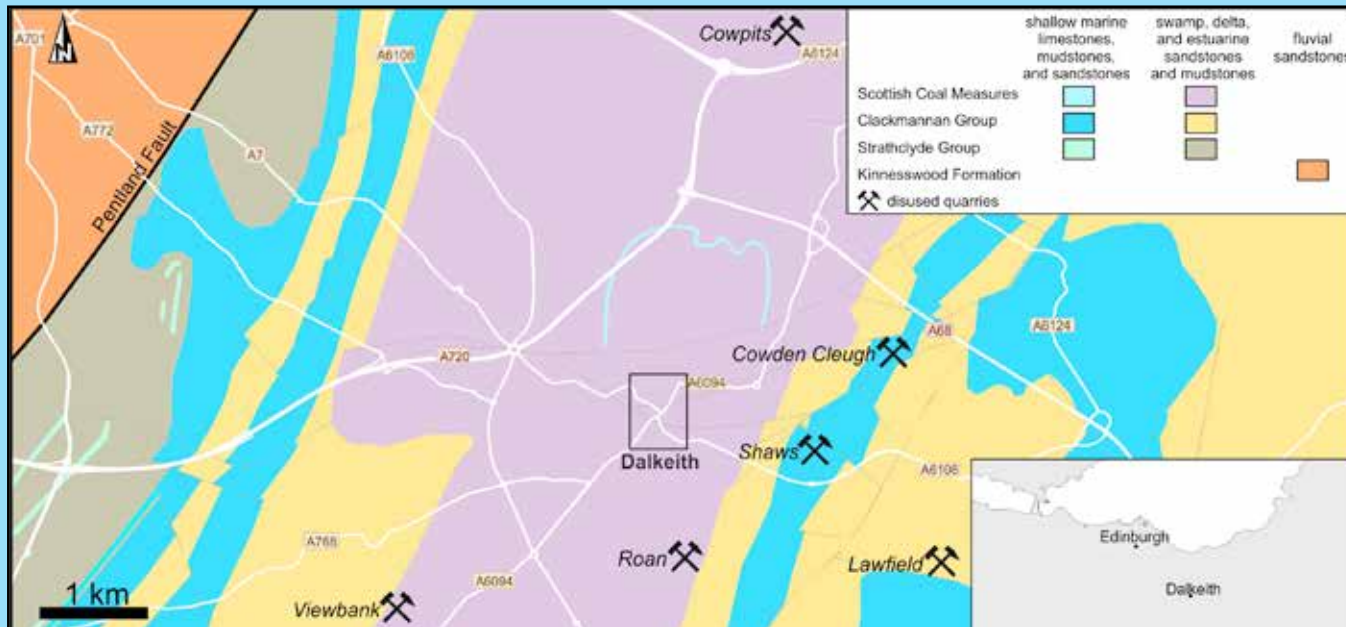 A701
N
A6106
Cowpits
A6124
A772
A7
Pentland Fault
shallow marine
limestones,
mudstones,
and sandstones
swamp, delta,
and estuarine
sandstones
and mudstones
fluvial
sandstones
Scottish Coal Measures
Clackmannan Group
Strathclyde Group
Kinnesswood Formation
disused quarries
A6124
A68
A720
Cowden Cleugh
A6094
Dalkeith
Shaws
A6106
A768
Roan
Lawfield
A6094
Viewbank
1 km
Edinburgh
Dalkeith